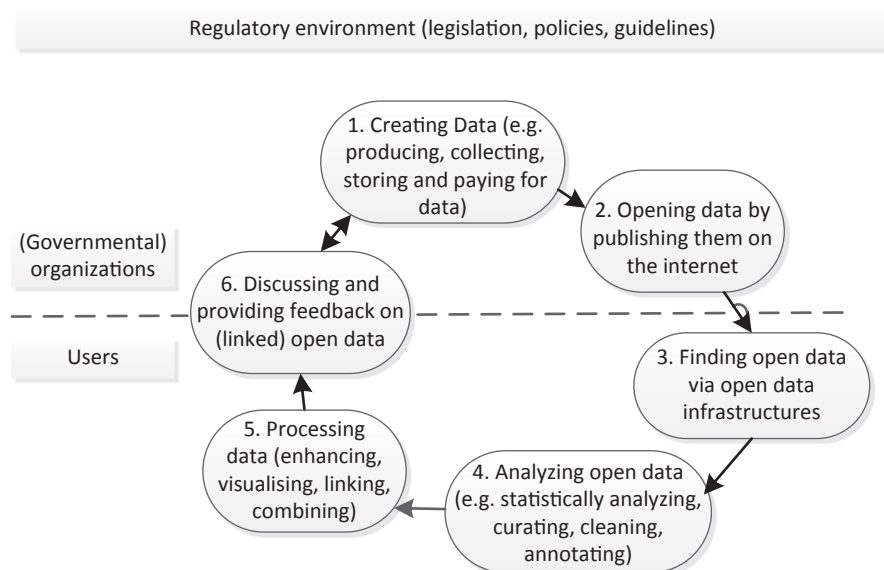 Regulatory environment (legislation, policies, guidelines)
1. Creating Data (e.g.
producing, collecting,
storing and paying for
data)
2. Opening data by
publishing them on
the internet
(Governmental)
organizations
6. Discussing and
providing feedback on
(linked) open data
Users
3. Finding open data
via open data
infrastructures
5. Processing
data (enhancing,
visualising, linking,
combining)
4. Analyzing open data
(e.g. statistically analyzing,
curating, cleaning,
annotating)